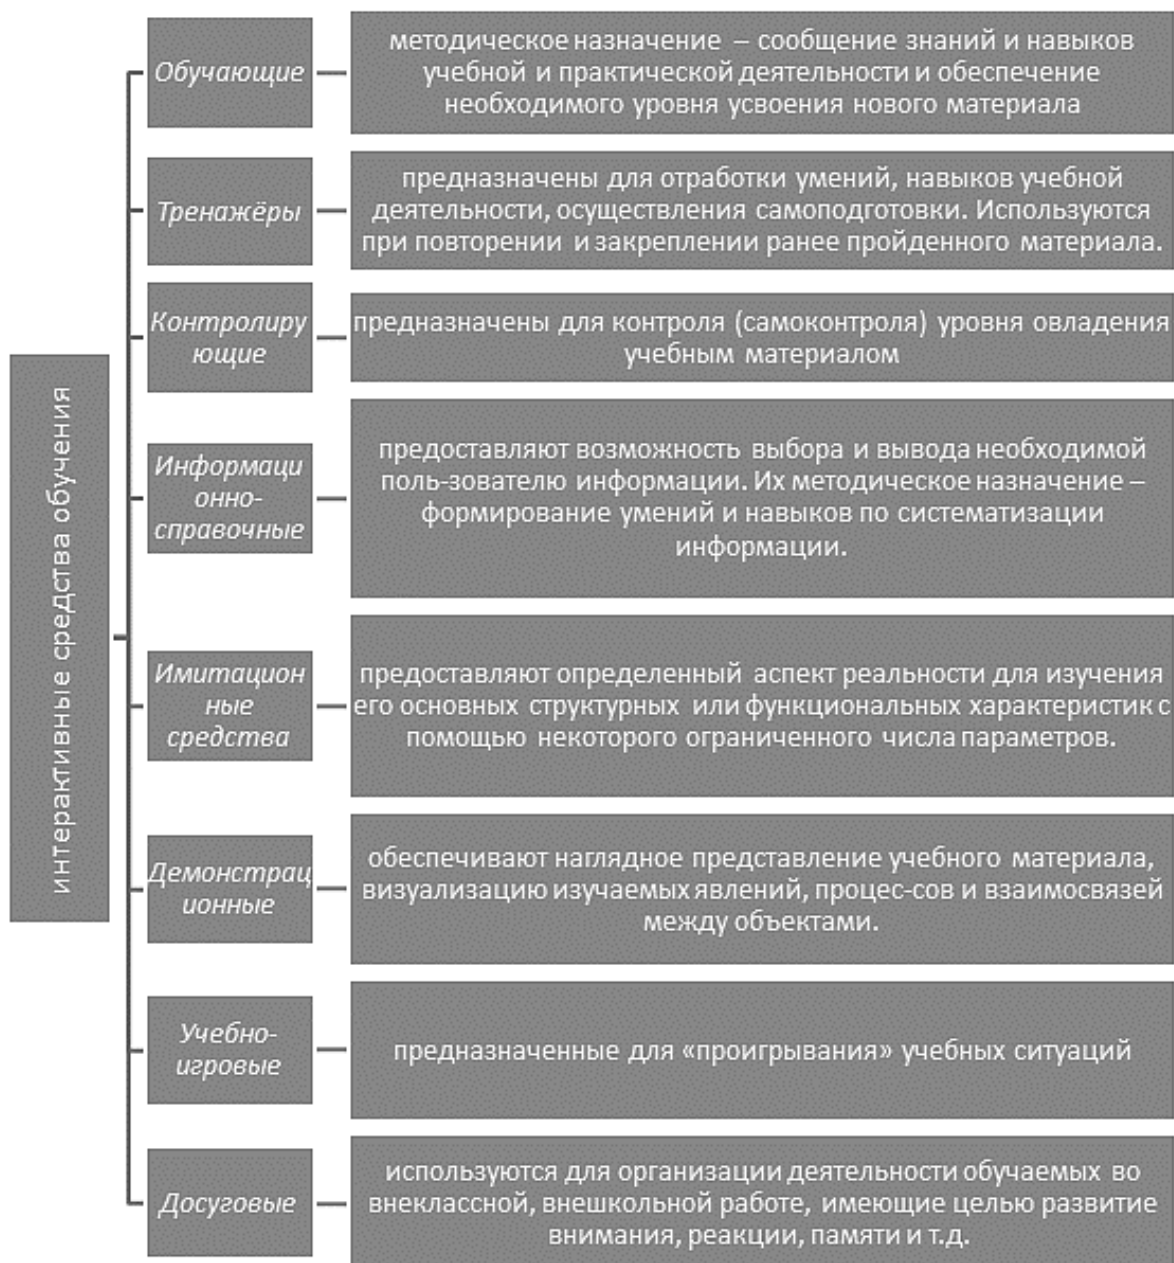 интерактивные средства обучения
Обучающие
методическое назначение – сообщение знаний и навыков
учебной и практической деятельности и обеспечение
необходимого уровня усвоения нового материала
Тренажёры
предназначены для отработки умений, навыков учебной
деятельности, осуществления самоподготовки. Используются
при повторении и закреплении ранее пройденного материала.
Контролиру
ющие
предназначены для контроля (самоконтроля) уровня овладения
учебным материалом
Информаци
онно-
справочные
предоставляют возможность выбора и вывода необходимой
поль-зователю информации. Их методическое назначение –
формирование умений и навыков по систематизации
информации.
Имитацион
ные
средства
предоставляют определенный аспект реальности для изучения
его основных структурных или функциональных характеристик с
помощью некоторого ограниченного числа параметров.
Демонстрац
ионные
обеспечивают наглядное представление учебного материала,
визуализацию изучаемых явлений, процес-сов и взаимосвязей
между объектами.
Учебно-
игровые
предназначенные для «проигрывания» учебных ситуаций
Досуговые
используются для организации деятельности обучаемых во
внеклассной, внешкольной работе, имеющие целью развитие
внимания, реакции, памяти и т.д.